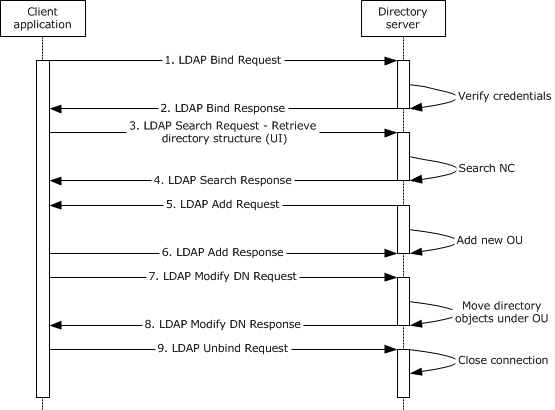 Client
application
Directory
server
1. LDAP Bind Request
Verify credentials
2. LDAP Bind Response
3. LDAP Search Request - Retrieve
directory structure (UI)
Search NC
4. LDAP Search Response
5. LDAP Add Request
Add new OU
6. LDAP Add Response
7. LDAP Modify DN Request
Move directory
objects under OU
8. LDAP Modify DN Response
9. LDAP Unbind Request
Close connection